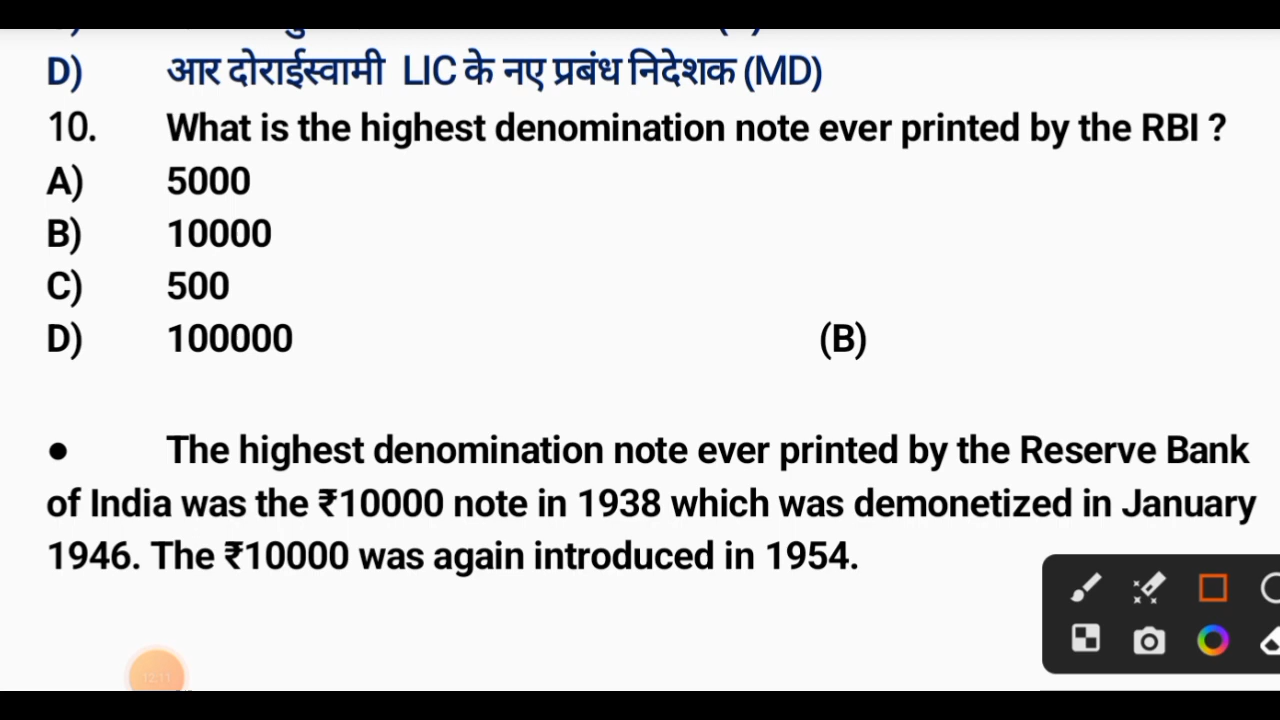 D) आर दोराईस्वामी LIC के नए प्रबंध निदेशक (MD)
10. What is the highest denomination note ever printed by the RBI ?
A) 5000
B) 10000
C) 500
D) 100000 (B)
● The highest denomination note ever printed by the Reserve Bank
of India was the ₹10000 note in 1938 which was demonetized in January
1946. The ₹10000 was again introduced in 1954.
12:11